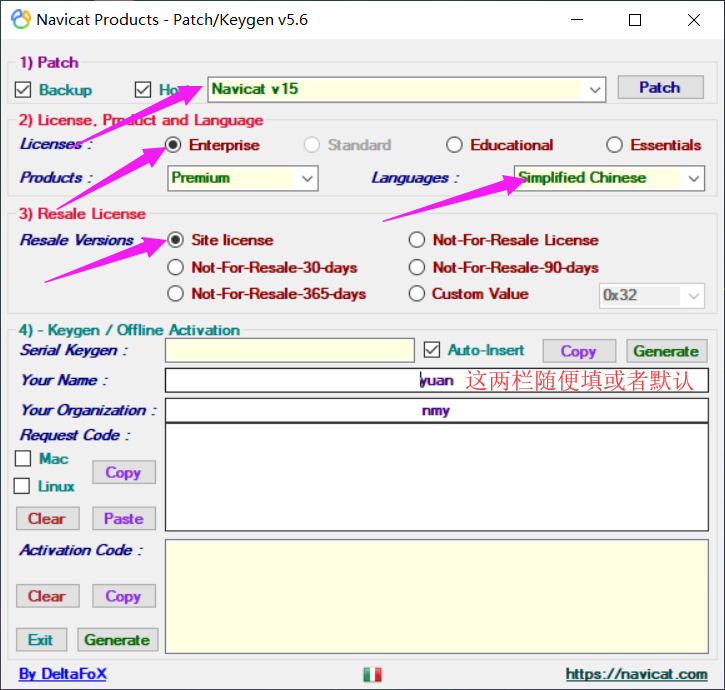 Navicat Products - Patch/Keygen v5.6
1) Patch
Backup
Navicat v15
Patch
2) License, Product and Language
Licenses :
Enterprise
Standard
Educational
Essentials
Products :
Premium
Languages :
Simplified Chinese
3) Resale License
Resale Versions
Site license
Not-For-Resale License
Not-For-Resale-30-days
Not-For-Resale-90-days
Not-For-Resale-365-days
Custom Value
0x32
4) - Keygen / Offline Activation
Serial Keygen :
Auto-Insert
Copy
Generate
Your Name :
yuan
这两栏随便填或者默认
Your Organization :
nmy
Request Code :
Mac
Linux
Copy
Clear
Paste
Activation Code :
Clear
Copy
Exit
Generate
By DeltaFoX
https://navicat.com